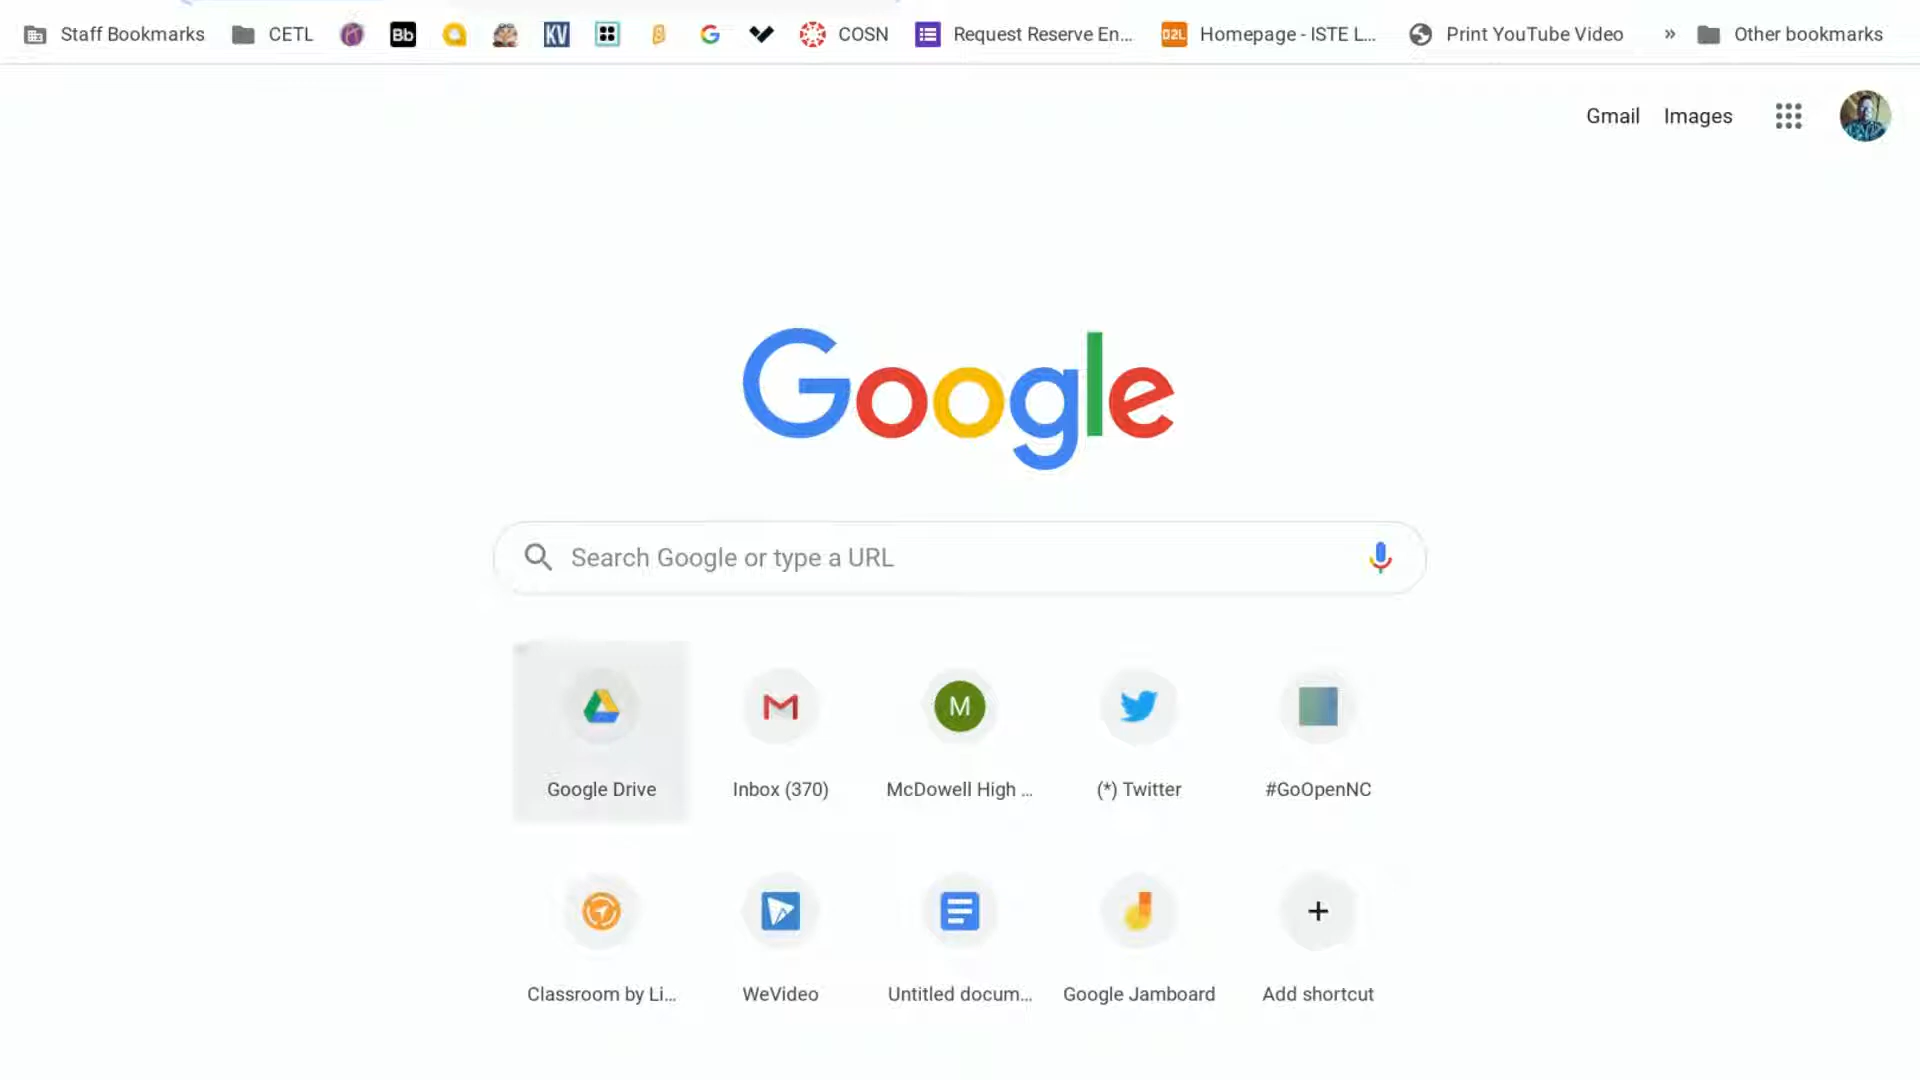 Staff Bookmarks CETL Bb KV G COSN Request Reserve En... D2L Homepage - ISTE L... Print YouTube Video » Other bookmarks
Gmail Images
Google
Search Google or type a URL
M M
Google Drive Inbox (370) McDowell High ... (*) Twitter #GoOpenNC
Classroom by Li... WeVideo Untitled docum... Google Jamboard Add shortcut